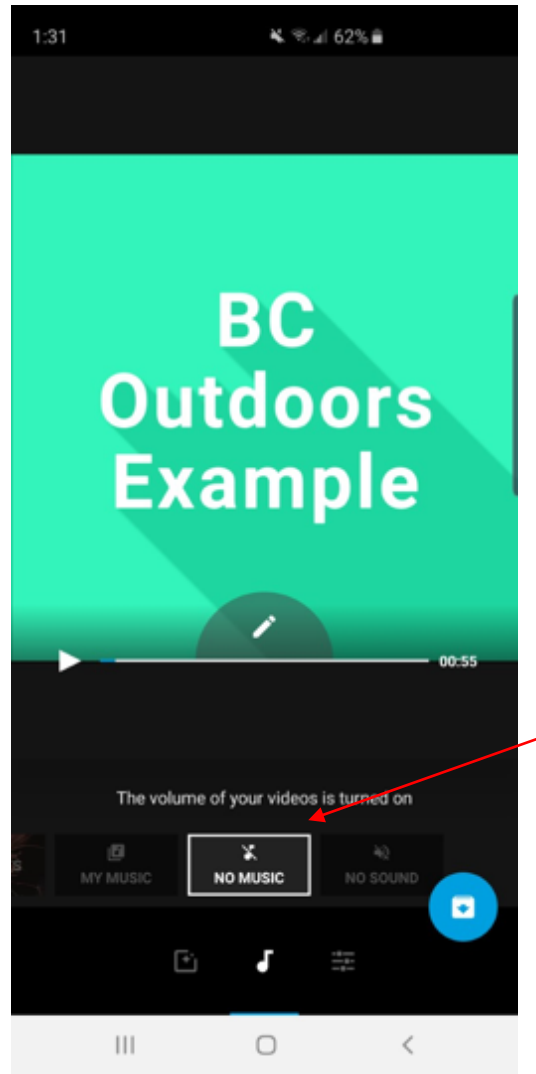 1:31 62%
BC
Outdoors
Example
00:55
The volume of your videos is turned on
S MY MUSIC NO MUSIC NO SOUND